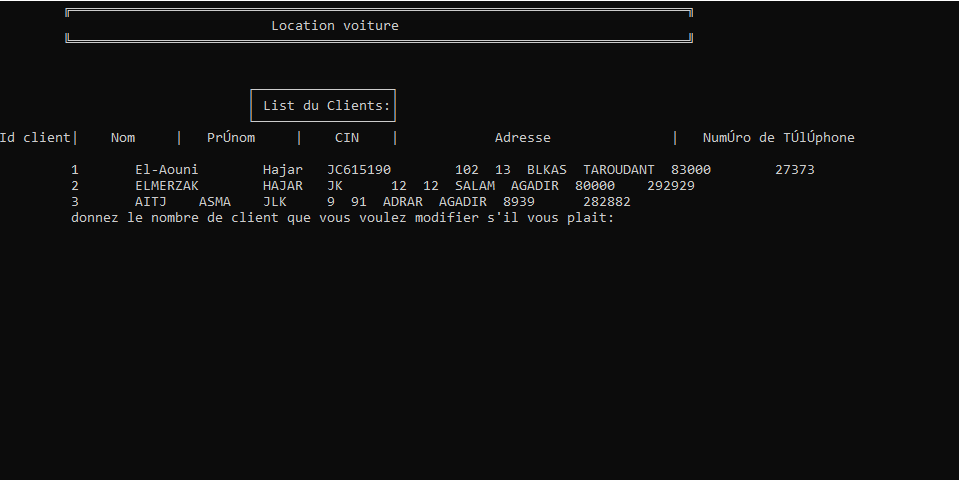 Location voiture
List du Clients:
Id client| Nom | PrÚnom | CIN | Adresse | NumÚro de TÚlÚphone
1 El-Aouni Hajar JC615190 102 13 BLKAS TAROUDANT 83000 27373
2 ELMERZAK HAJAR JK 12 12 SALAM AGADIR 80000 292929
3 AITJ ASMA JLK 9 91 ADRAR AGADIR 8939 282882
donnez le nombre de client que vous voulez modifier s'il vous plait: